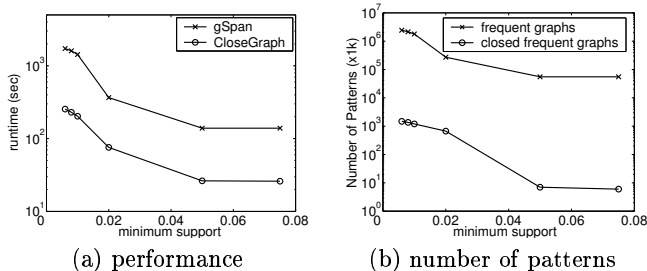 gSpan
CloseGraph
runtime (sec)
10^3
10^2
10^1
0
0.02
0.04
0.06
0.08
minimum support
(a) performance
frequent graphs
closed frequent graphs
Number of Patterns (x1k)
10^7
10^6
10^5
10^4
10^3
10^2
10^1
10^0
0
0.02
0.04
0.06
0.08
minimum support
(b) number of patterns